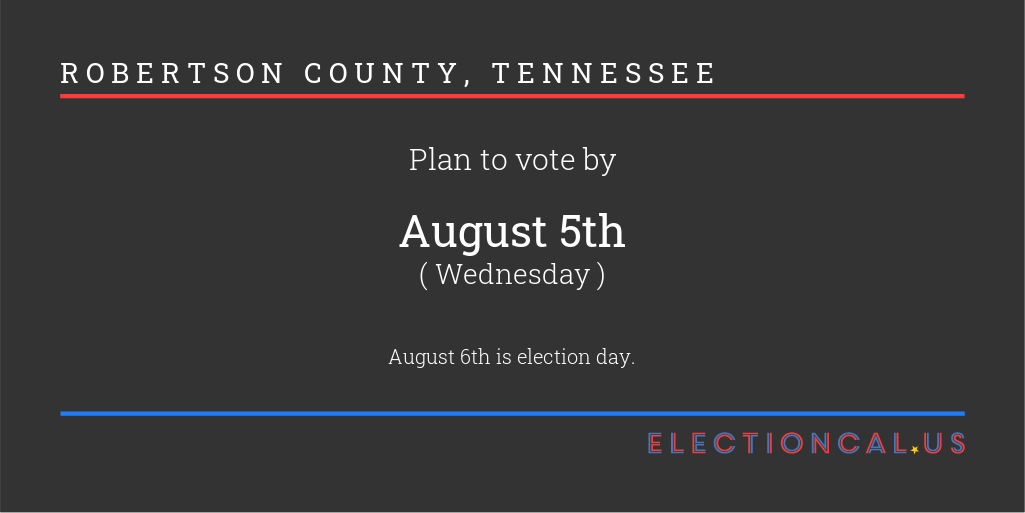 ROBERTSON COUNTY, TENNESSEE
Plan to vote by
August 5th
( Wednesday )
August 6th is election day.
ELECTIONCAL.US